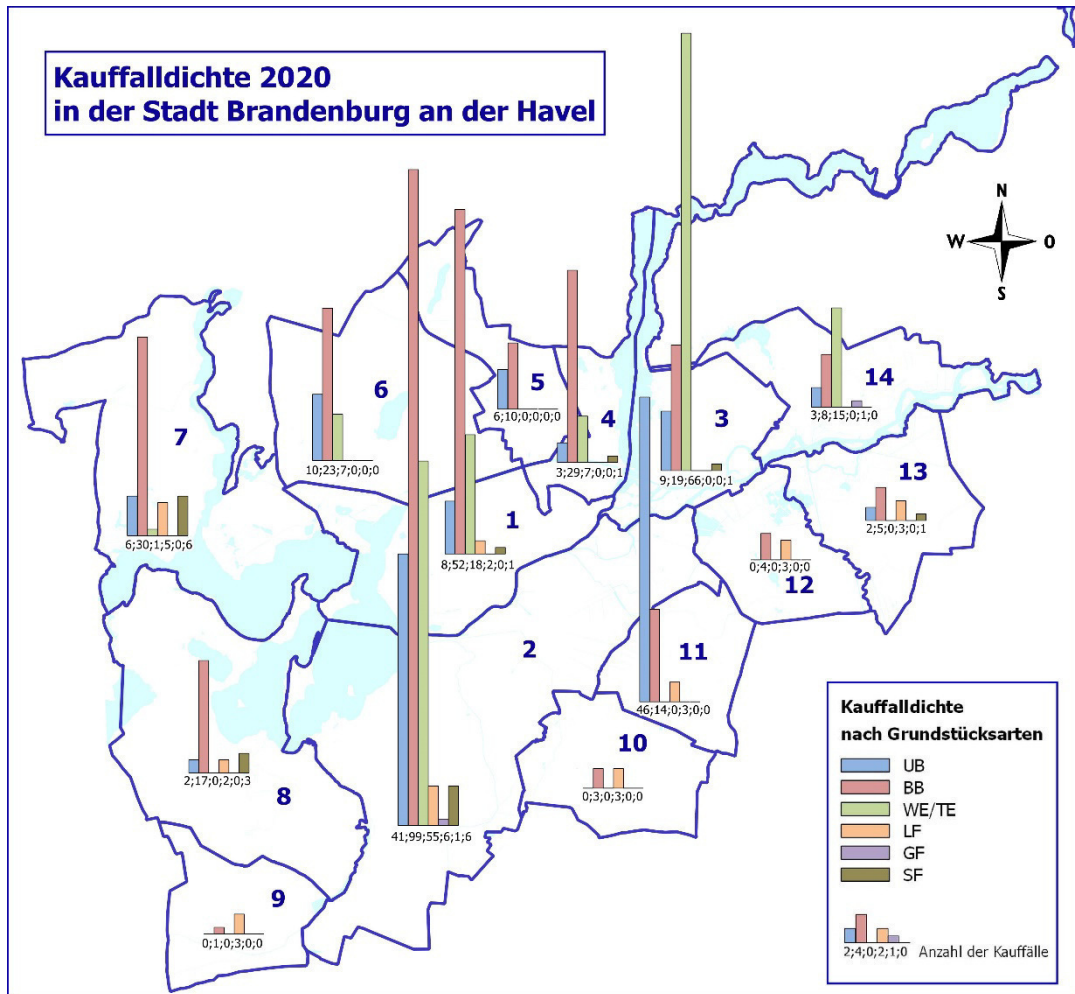 Kauffalldichte 2020
in der Stadt Brandenburg an der Havel
N
W
O
S
6
10;23;7;0;0;0
5
6;10;0;0;0;0
4
3;29;7;0;0;1
3
9;19;66;0;0;1
14
3;8;15;0;1;0
7
6;30;1;5;0;6
1
8;52;18;2;0;1
13
2;5;0;3;0;1
12
0;4;0;3;0;0
2
41;99;55;6;1;6
11
46;14;0;3;0;0
10
0;3;0;3;0;0
8
2;17;0;2;0;3
9
0;1;0;3;0;0
Kauffalldichte
nach Grundstücksarten
UB
BB
WE/TE
LF
GF
SF
2;4;0;2;1;0 Anzahl der Kauffälle